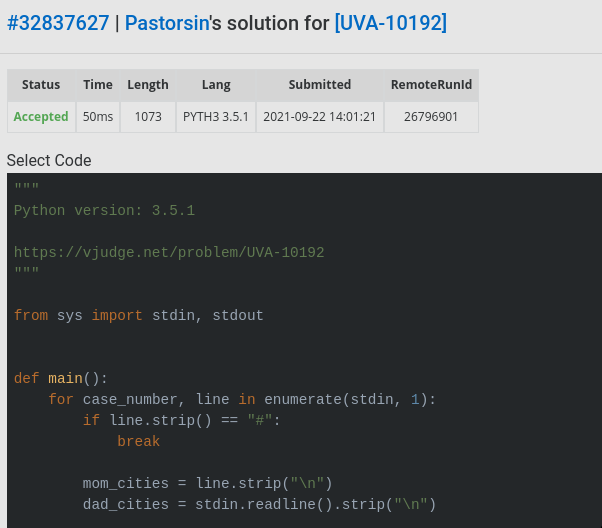 #32837627 | Pastorsin's solution for [UVA-10192]
Status Time Length Lang Submitted RemoteRunId
Accepted 50ms 1073 PYTH3 3.5.1 2021-09-22 14:01:21 26796901
Select Code
"""
Python version: 3.5.1
https://vjudge.net/problem/UVA-10192
"""
from sys import stdin, stdout
def main():
    for case_number, line in enumerate(stdin, 1):
        if line.strip() == "#":
            break
        mom_cities = line.strip("\n")
        dad_cities = stdin.readline().strip("\n")